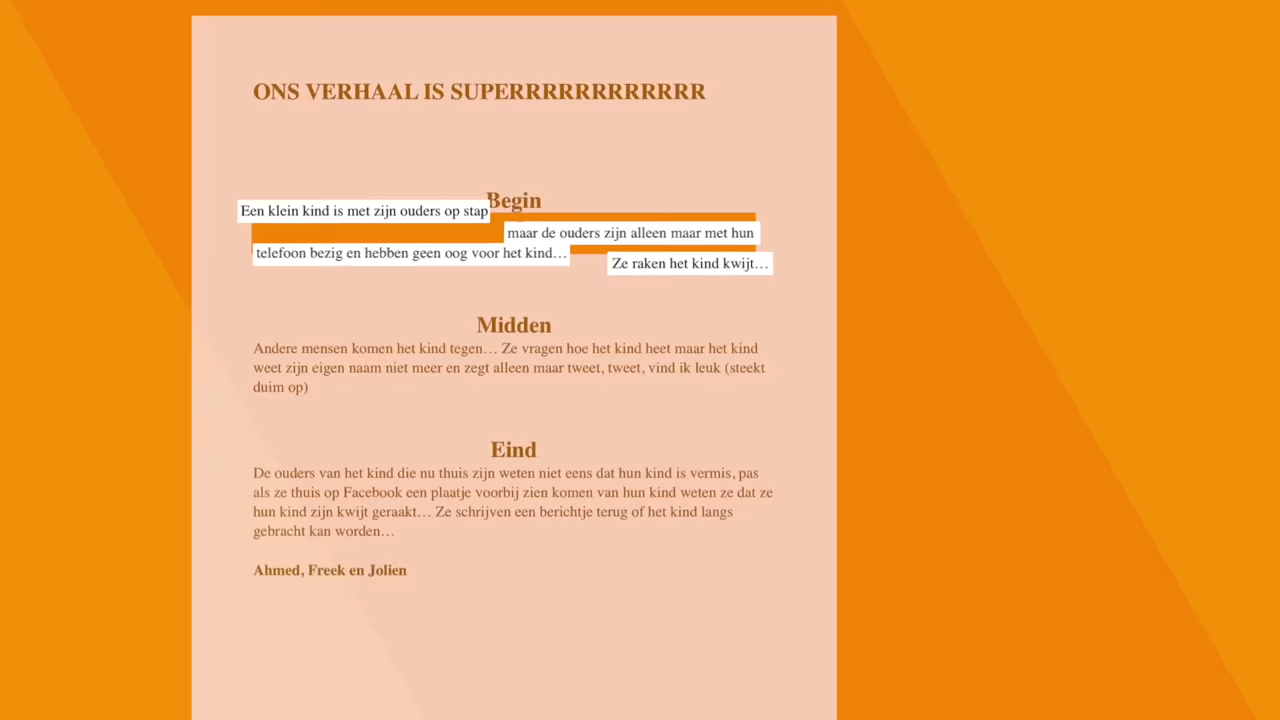 ONS VERHAAL IS SUPERRRRRRRRRRRR
Begin
Een klein kind is met zijn ouders op stap
maar de ouders zijn alleen maar met hun
telefoon bezig en hebben geen oog voor het kind…
Ze raken het kind kwijt…
Midden
Andere mensen komen het kind tegen… Ze vragen hoe het kind heet maar het kind
weet zijn eigen naam niet meer en zegt alleen maar tweet, tweet, vind ik leuk (steekt
duim op)
Eind
De ouders van het kind die nu thuis zijn weten niet eens dat hun kind is vermis, pas
als ze thuis op Facebook een plaatje voorbij zien komen van hun kind weten ze dat ze
hun kind zijn kwijt geraakt… Ze schrijven een berichtje terug of het kind langs
gebracht kan worden…
Ahmed, Freek en Jolien